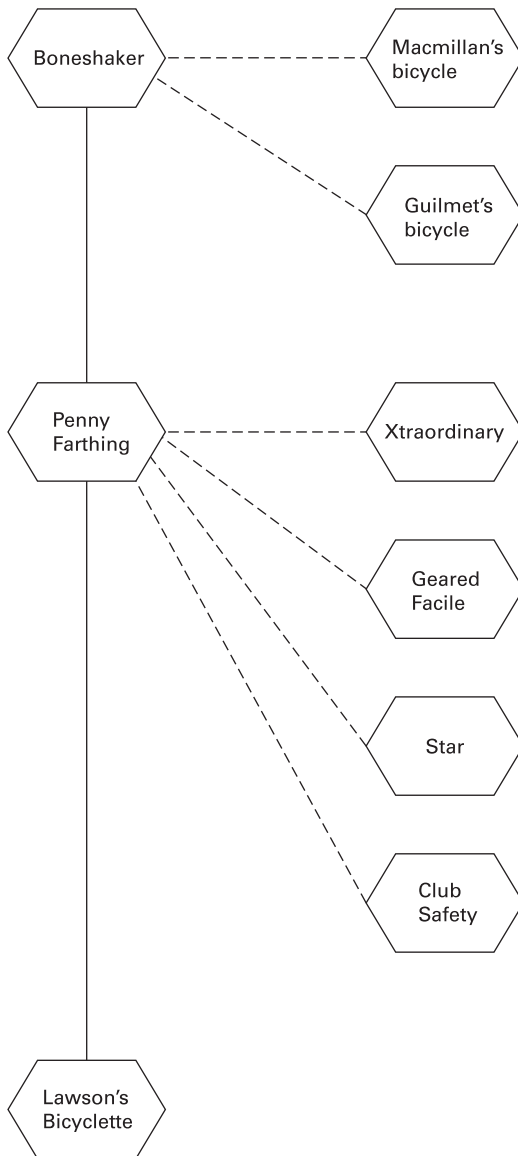 Boneshaker
Macmillan's
bicycle
Guilmet's
bicycle
Penny
Farthing
Xtraordinary
Geared
Facile
Star
Club
Safety
Lawson's
Bicyclette